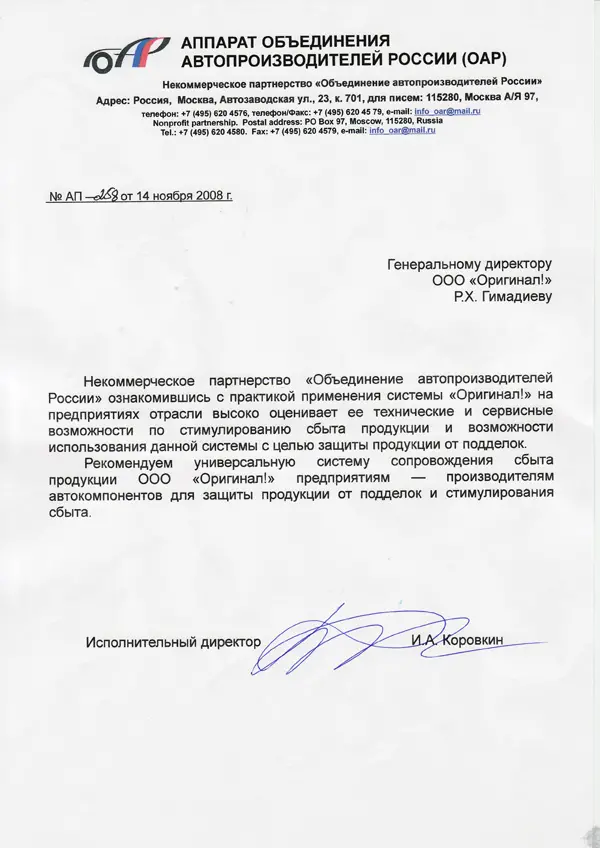 ОАР
АППАРАТ ОБЪЕДИНЕНИЯ
АВТОПРОИЗВОДИТЕЛЕЙ РОССИИ (ОАР)
Некоммерческое партнерство «Объединение автопроизводителей России»
Адрес: Россия, Москва, Автозаводская ул., 23, к. 701, для писем: 115280, Москва А/Я 97,
телефон: +7 (495) 620 4576, телефон/Факс: +7 (495) 620 45 79, e-mail: info_oar@mail.ru
Nonprofit partnership. Postal address: PO Box 97, Moscow, 115280, Russia
Tel.: +7 (495) 620 4580. Fax: +7 (495) 620 4579, e-mail: info_oar@mail.ru
№ АП –258 от 14 ноября 2008 г.
Генеральному директору
ООО «Оригинал!»
Р.Х. Гимадиеву
Некоммерческое партнерство «Объединение автопроизводителей
России» ознакомившись с практикой применения системы «Оригинал!» на
предприятиях отрасли высоко оценивает ее технические и сервисные
возможности по стимулированию сбыта продукции и возможности
использования данной системы с целью защиты продукции от подделок.
Рекомендуем универсальную систему сопровождения сбыта
продукции ООО «Оригинал!» предприятиям — производителям
автокомпонентов для защиты продукции от подделок и стимулирования
сбыта.
Исполнительный директор И.А. Коровкин